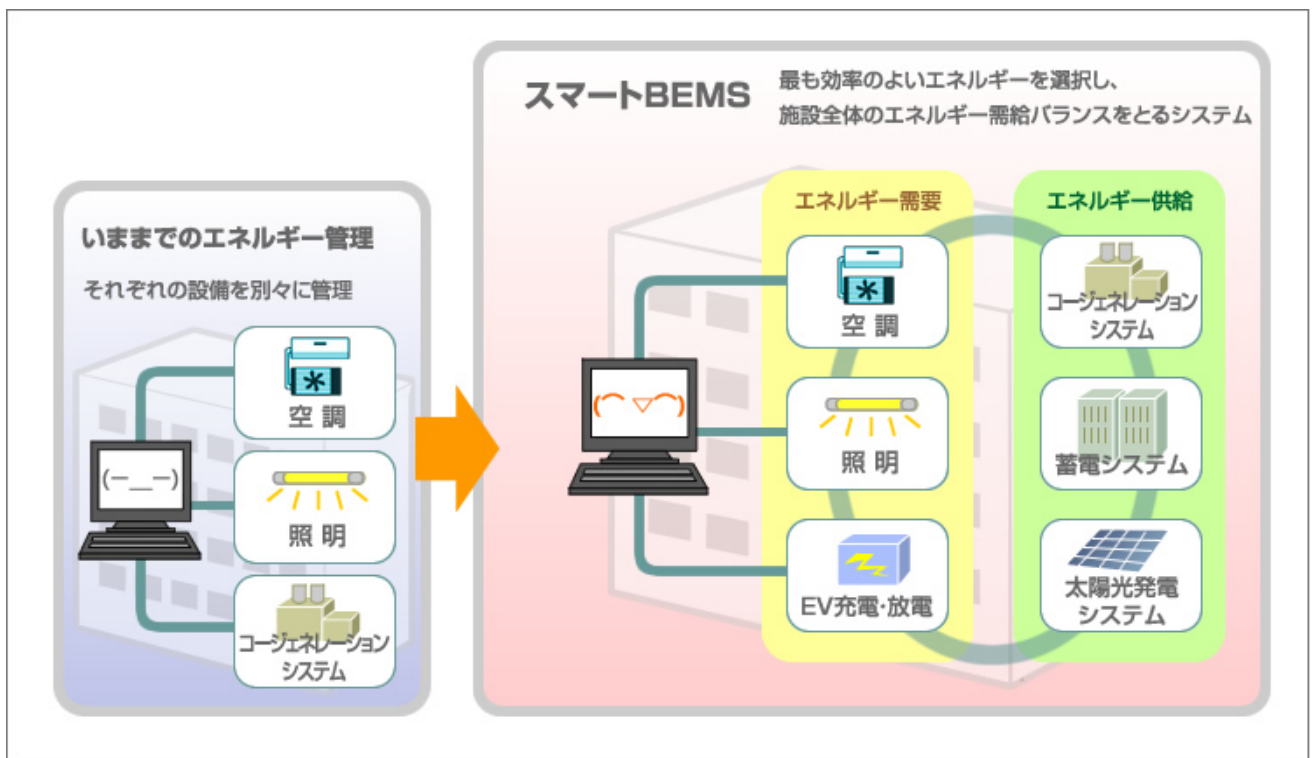 いままでのエネルギー管理
それぞれの設備を別々に管理
空調
照明
コージェネレーション
システム
(ー__ー)
スマートBEMS
最も効率のよいエネルギーを選択し、
施設全体のエネルギー需給バランスをとるシステム
エネルギー需要
空調
照明
EV充電・放電
エネルギー供給
コージェネレーション
システム
蓄電システム
太陽光発電
システム
(⌒▽⌒)